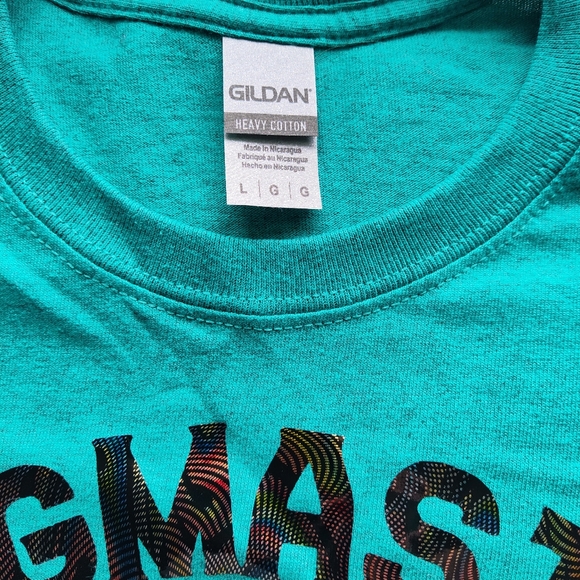 GILDAN®
HEAVY COTTON
Made in Nicaragua
Fabriqué au Nicaragua
Hecho en Nicaragua
L | G | G
GMAS